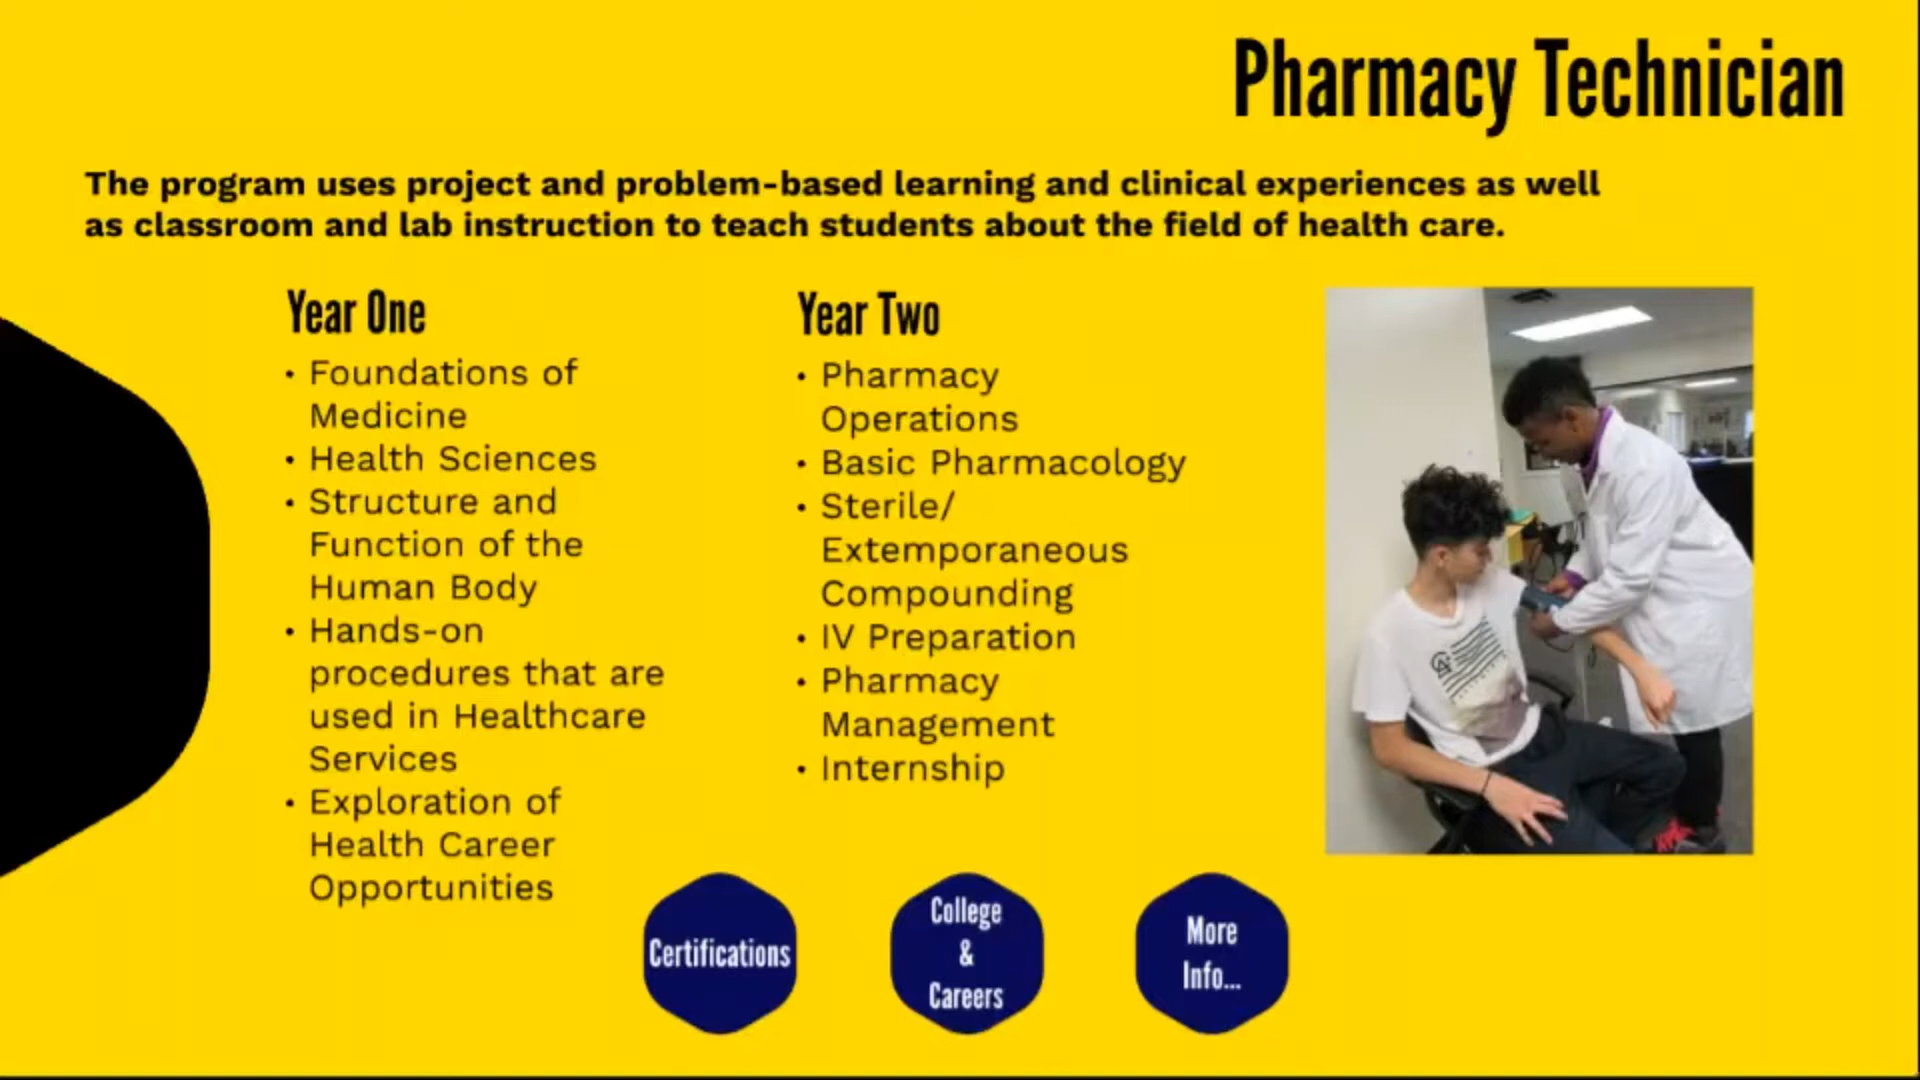 Pharmacy Technician
The program uses project and problem-based learning and clinical experiences as well
as classroom and lab instruction to teach students about the field of health care.
Year One
• Foundations of
Medicine
• Health Sciences
• Structure and
Function of the
Human Body
• Hands-on
procedures that are
used in Healthcare
Services
• Exploration of
Health Career
Opportunities
Year Two
• Pharmacy
Operations
• Basic Pharmacology
• Sterile/
Extemporaneous
Compounding
• IV Preparation
• Pharmacy
Management
• Internship
Certifications
College
&
Careers
More
Info...